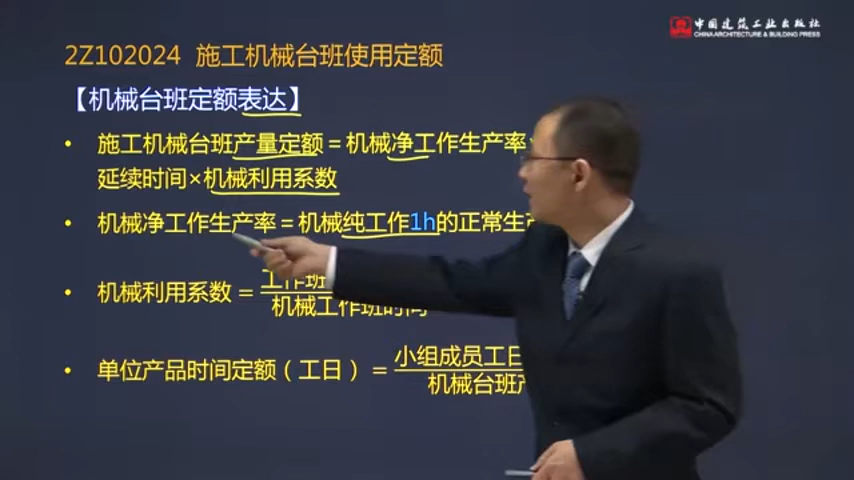 中国建筑工业出版社
CHINA ARCHITECTURE & BUILDING PRESS
2Z102024 施工机械台班使用定额
【机械台班定额表达】
• 施工机械台班产量定额=机械净工作生产率
延续时间×机械利用系数
• 机械净工作生产率=机械纯工作1h的正常生
• 机械利用系数=
工作班
机械工作班时间
• 单位产品时间定额(工日)=
小组成员工日
机械台班产